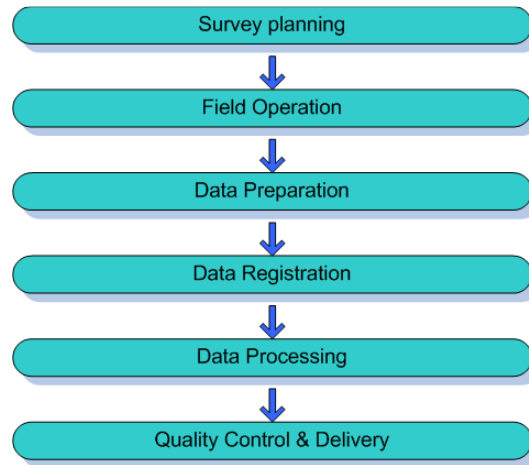 Survey planning
Field Operation
Data Preparation
Data Registration
Data Processing
Quality Control & Delivery